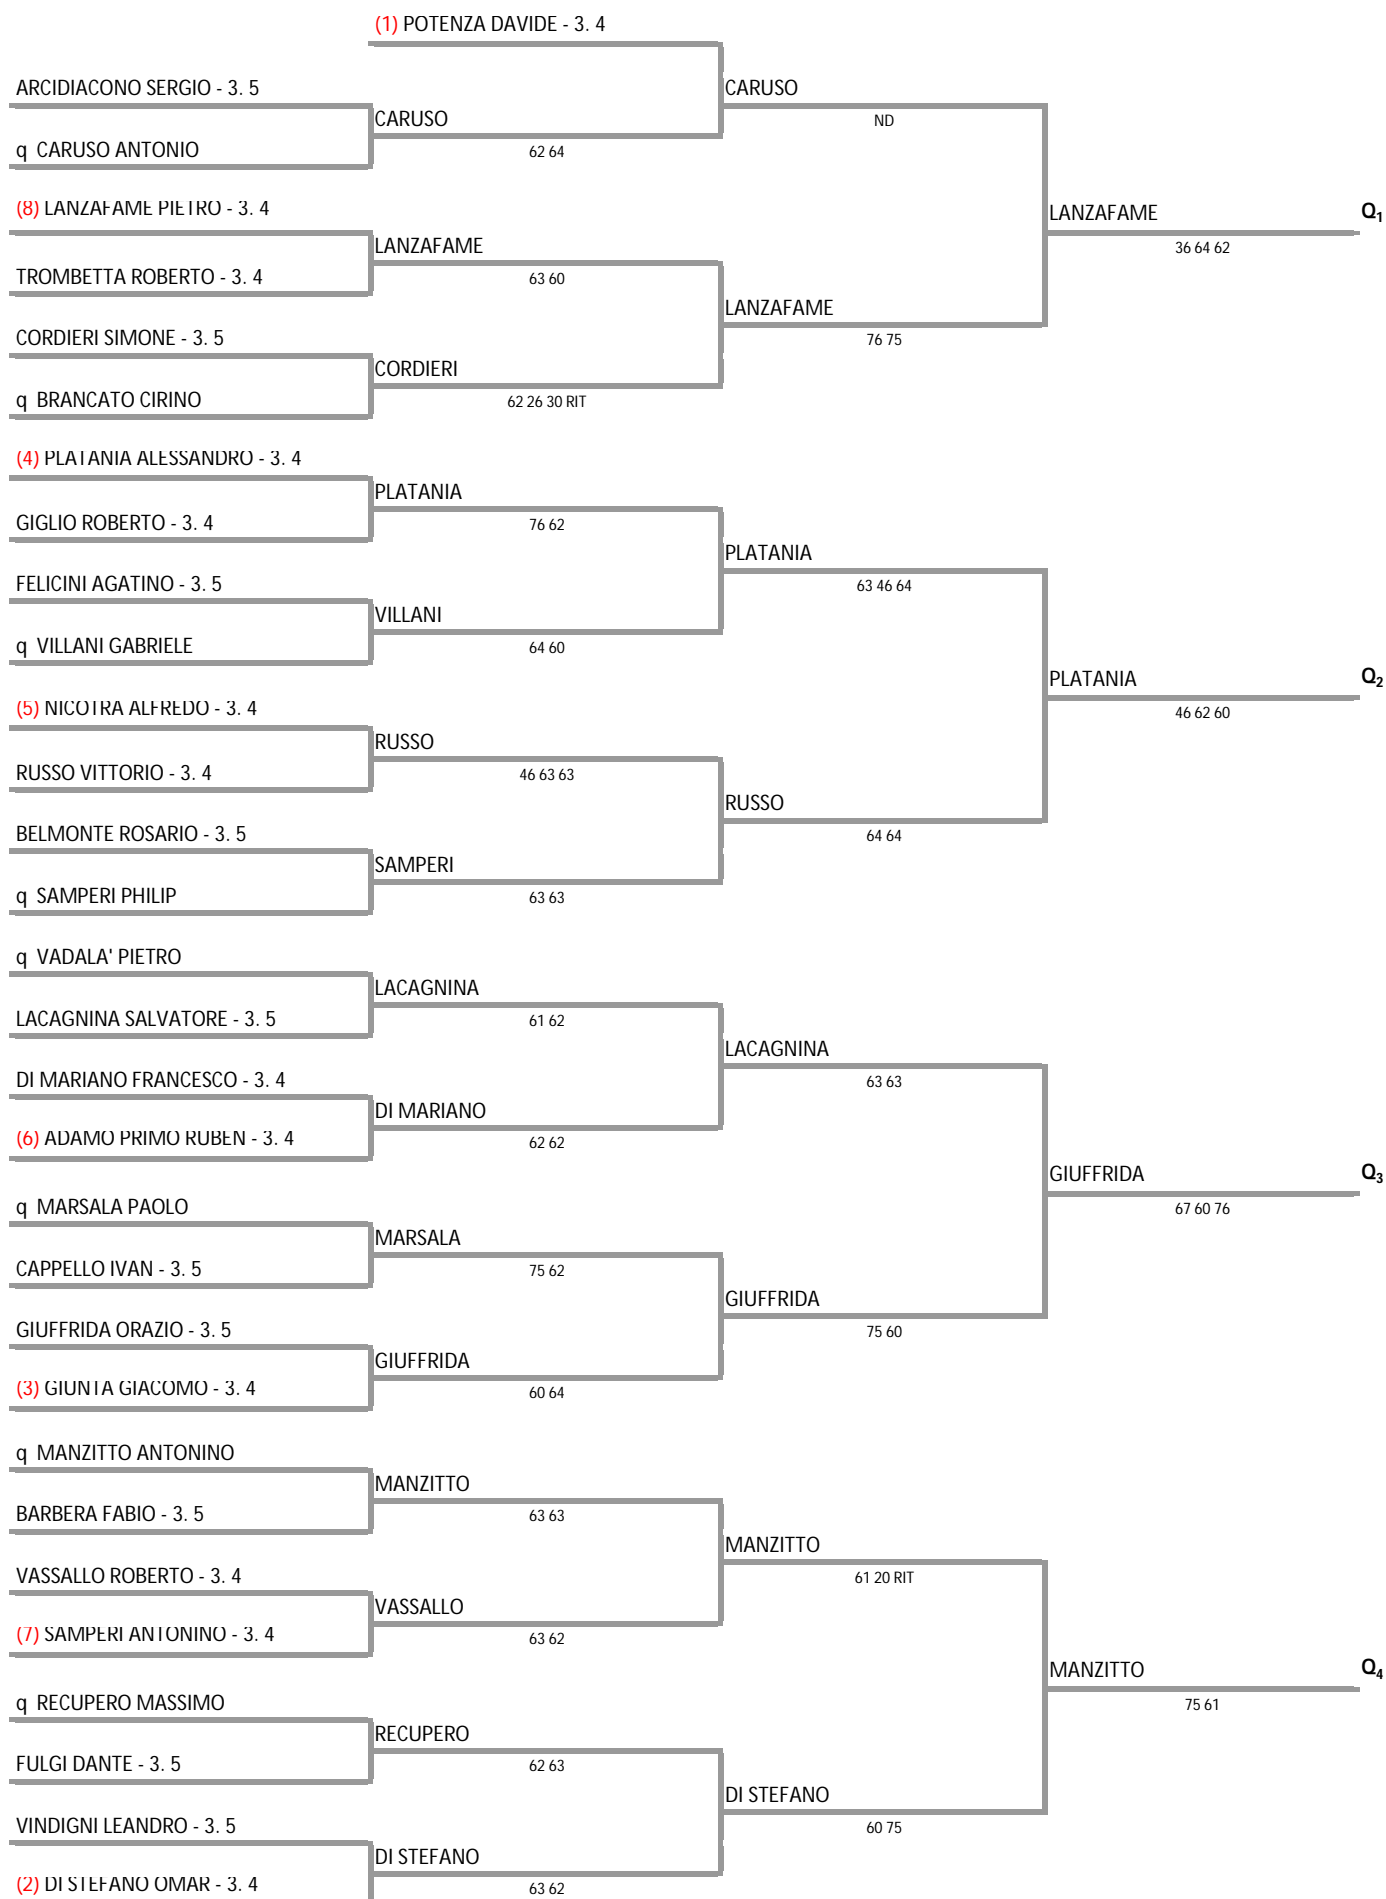 (1) POTENZA DAVIDE - 3. 4
ARCIDIACONO SERGIO - 3. 5
CARUSO
CARUSO
ND
q CARUSO ANTONIO
62 64
(8) LANZAFAME PIETRO - 3. 4
LANZAFAME
Q1
36 64 62
LANZAFAME
TROMBETTA ROBERTO - 3. 4
63 60
LANZAFAME
76 75
CORDIERI SIMONE - 3. 5
CORDIERI
q BRANCATO CIRINO
62 26 30 RIT
(4) PLATANIA ALESSANDRO - 3. 4
PLATANIA
GIGLIO ROBERTO - 3. 4
76 62
PLATANIA
63 46 64
FELICINI AGATINO - 3. 5
VILLANI
q VILLANI GABRIELE
64 60
PLATANIA
Q2
46 62 60
(5) NICOTRA ALFREDO - 3. 4
RUSSO
RUSSO VITTORIO - 3. 4
46 63 63
RUSSO
64 64
BELMONTE ROSARIO - 3. 5
SAMPERI
q SAMPERI PHILIP
63 63
q VADALA' PIETRO
LACAGNINA
LACAGNINA SALVATORE - 3. 5
61 62
LACAGNINA
63 63
DI MARIANO FRANCESCO - 3. 4
DI MARIANO
(6) ADAMO PRIMO RUBEN - 3. 4
62 62
GIUFFRIDA
Q3
67 60 76
q MARSALA PAOLO
MARSALA
CAPPELLO IVAN - 3. 5
75 62
GIUFFRIDA
75 60
GIUFFRIDA ORAZIO - 3. 5
GIUFFRIDA
(3) GIUNTA GIACOMO - 3. 4
60 64
q MANZITTO ANTONINO
MANZITTO
BARBERA FABIO - 3. 5
63 63
MANZITTO
61 20 RIT
VASSALLO ROBERTO - 3. 4
VASSALLO
(7) SAMPERI ANTONINO - 3. 4
63 62
MANZITTO
Q4
75 61
q RECUPERO MASSIMO
RECUPERO
FULGI DANTE - 3. 5
62 63
DI STEFANO
60 75
VINDIGNI LEANDRO - 3. 5
DI STEFANO
(2) DI STEFANO OMAR - 3. 4
63 62